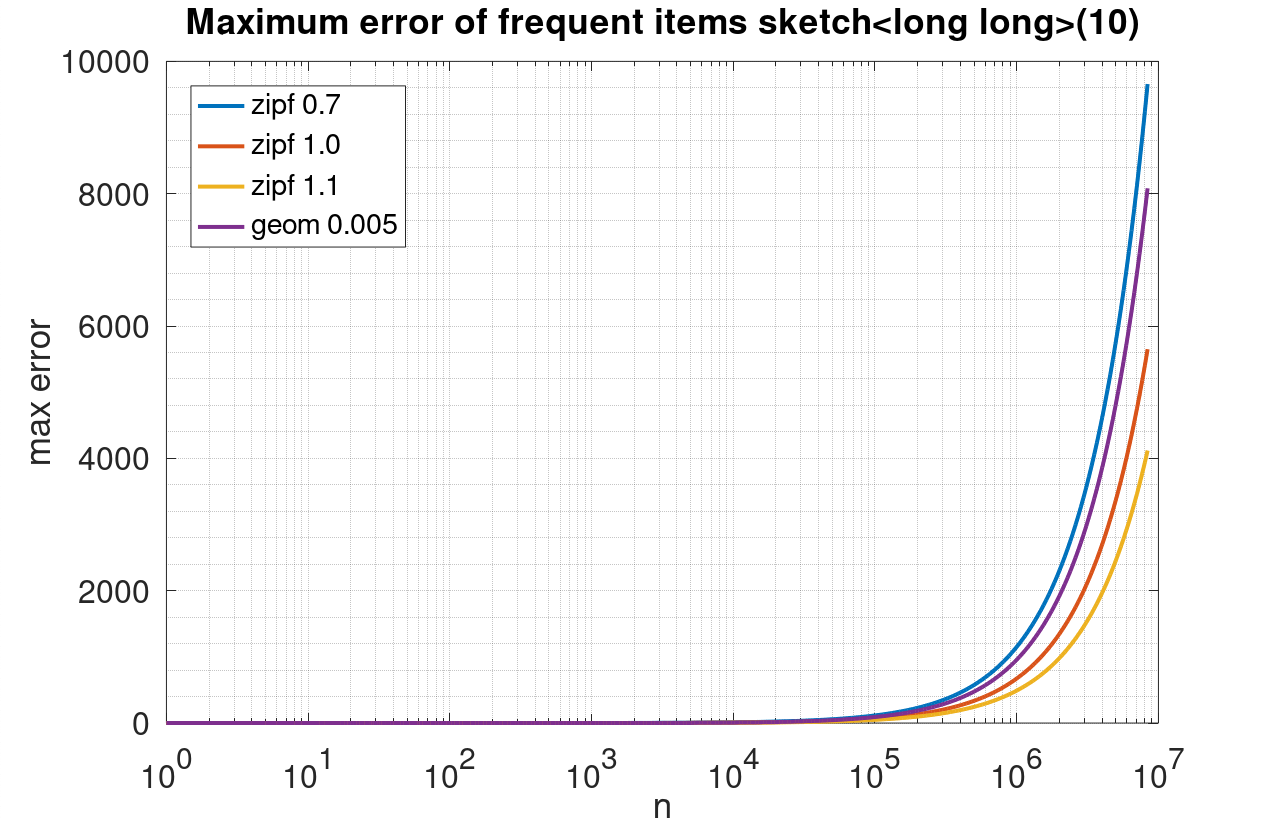 Maximum error of frequent items sketch<long long>(10)
10000
8000
6000
4000
2000
0
max error
zipf 0.7
zipf 1.0
zipf 1.1
geom 0.005
10^0 10^1 10^2 10^3 10^4 10^5 10^6 10^7
n